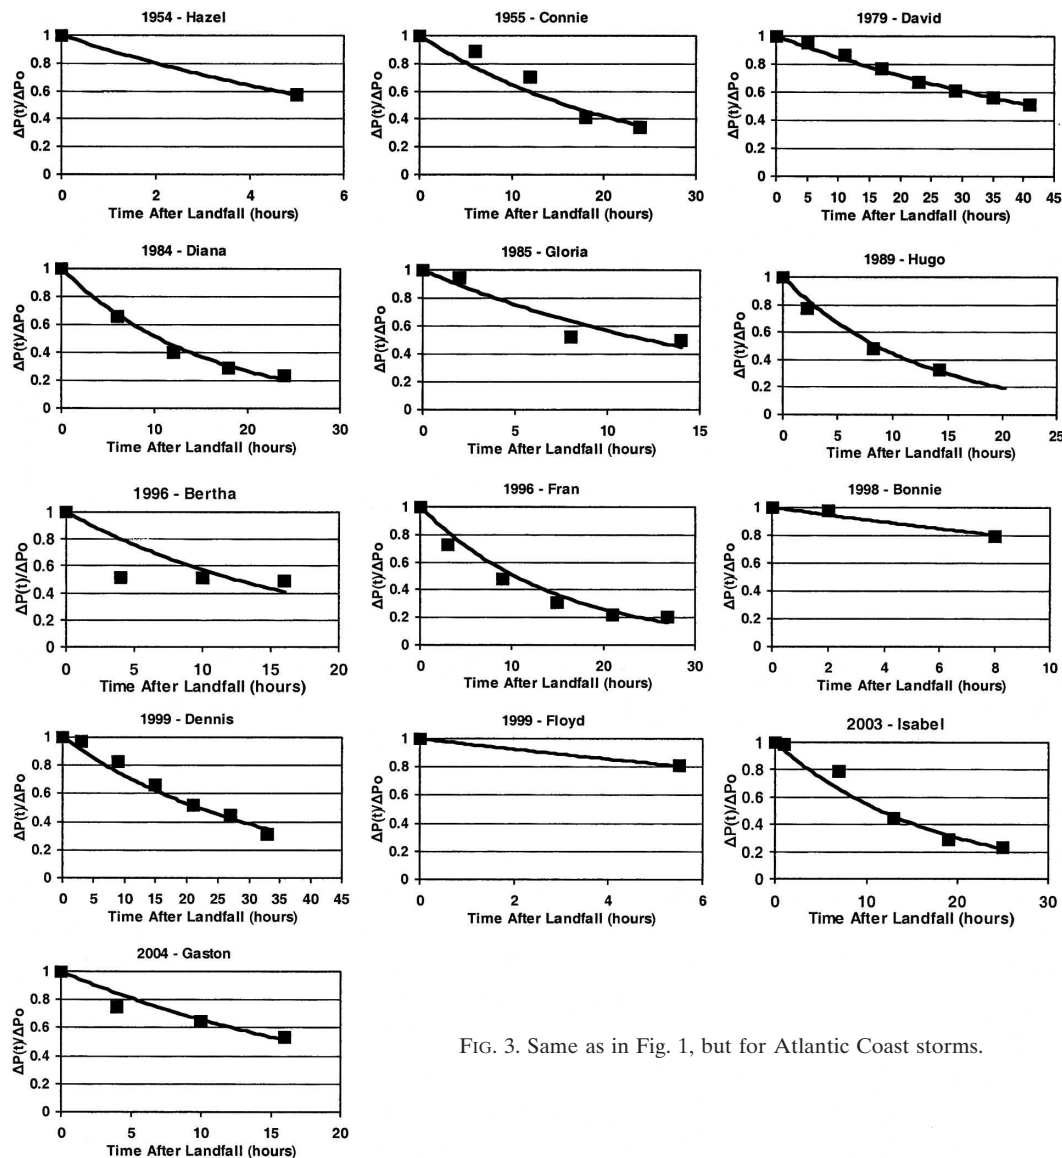 1954 - Hazel
ΔP(t)/ΔPo
1
0.8
0.6
0.4
0.2
0
0 2 4 6
Time After Landfall (hours)
1955 - Connie
ΔP(t)/ΔPo
1
0.8
0.6
0.4
0.2
0
0 10 20 30
Time After Landfall (hours)
1979 - David
ΔP(t)/ΔPo
1
0.8
0.6
0.4
0.2
0
0 5 10 15 20 25 30 35 40 45
Time After Landfall (hours)
1984 - Diana
ΔP(t)/ΔPo
1
0.8
0.6
0.4
0.2
0
0 10 20 30
Time After Landfall (hours)
1985 - Gloria
ΔP(t)/ΔPo
1
0.8
0.6
0.4
0.2
0
0 5 10 15
Time After Landfall (hours)
1989 - Hugo
ΔP(t)/ΔPo
1
0.8
0.6
0.4
0.2
0
0 5 10 15 20 25
Time After Landfall (hours)
1996 - Bertha
ΔP(t)/ΔPo
1
0.8
0.6
0.4
0.2
0
0 5 10 15 20
Time After Landfall (hours)
1996 - Fran
ΔP(t)/ΔPo
1
0.8
0.6
0.4
0.2
0
0 10 20 30
Time After Landfall (hours)
1998 - Bonnie
ΔP(t)/ΔPo
1
0.8
0.6
0.4
0.2
0
0 2 4 6 8 10
Time After Landfall (hours)
1999 - Dennis
ΔP(t)/ΔPo
1
0.8
0.6
0.4
0.2
0
0 5 10 15 20 25 30 35 40 45
Time After Landfall (hours)
1999 - Floyd
ΔP(t)/ΔPo
1
0.8
0.6
0.4
0.2
0
0 2 4 6
Time After Landfall (hours)
2003 - Isabel
ΔP(t)/ΔPo
1
0.8
0.6
0.4
0.2
0
0 10 20 30
Time After Landfall (hours)
2004 - Gaston
ΔP(t)/ΔPo
1
0.8
0.6
0.4
0.2
0
0 5 10 15 20
Time After Landfall (hours)
FIG. 3. Same as in Fig. 1, but for Atlantic Coast storms.